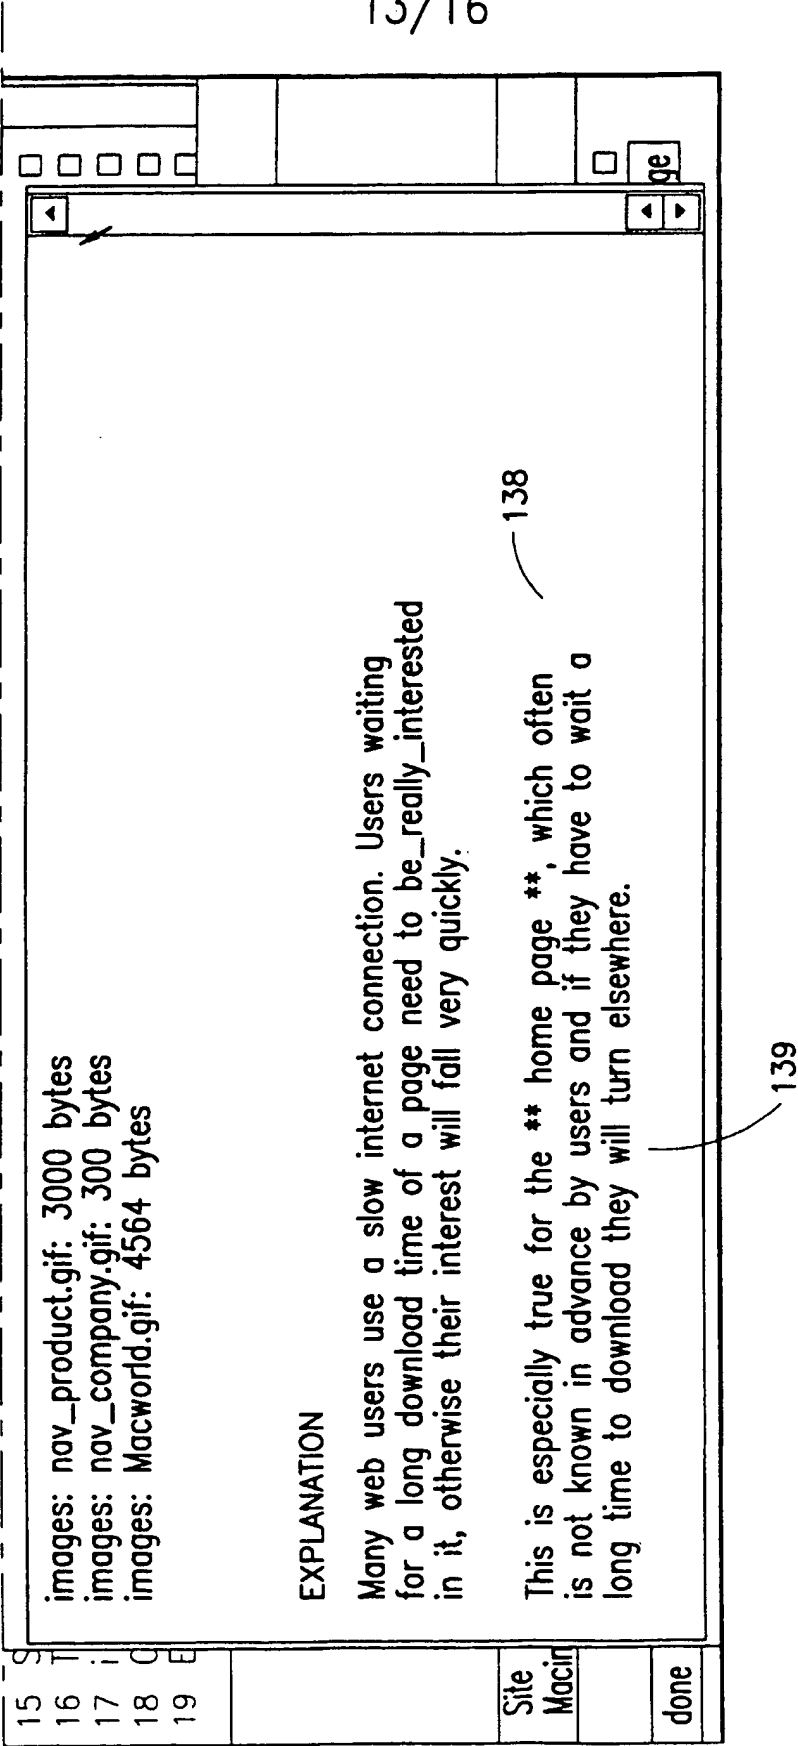 13/16
15 S
16 T
17 i
18 C
19 E
images: nav_product.gif: 3000 bytes
images: nav_company.gif: 300 bytes
images: Macworld.gif: 4564 bytes
EXPLANATION
Many web users use a slow internet connection. Users waiting
for a long download time of a page need to be_really_interested
in it, otherwise their interest will fall very quickly.
This is especially true for the ** home page **, which often
is not known in advance by users and if they have to wait a
long time to download they will turn elsewhere.
138
139
Site
Macin
done
ge